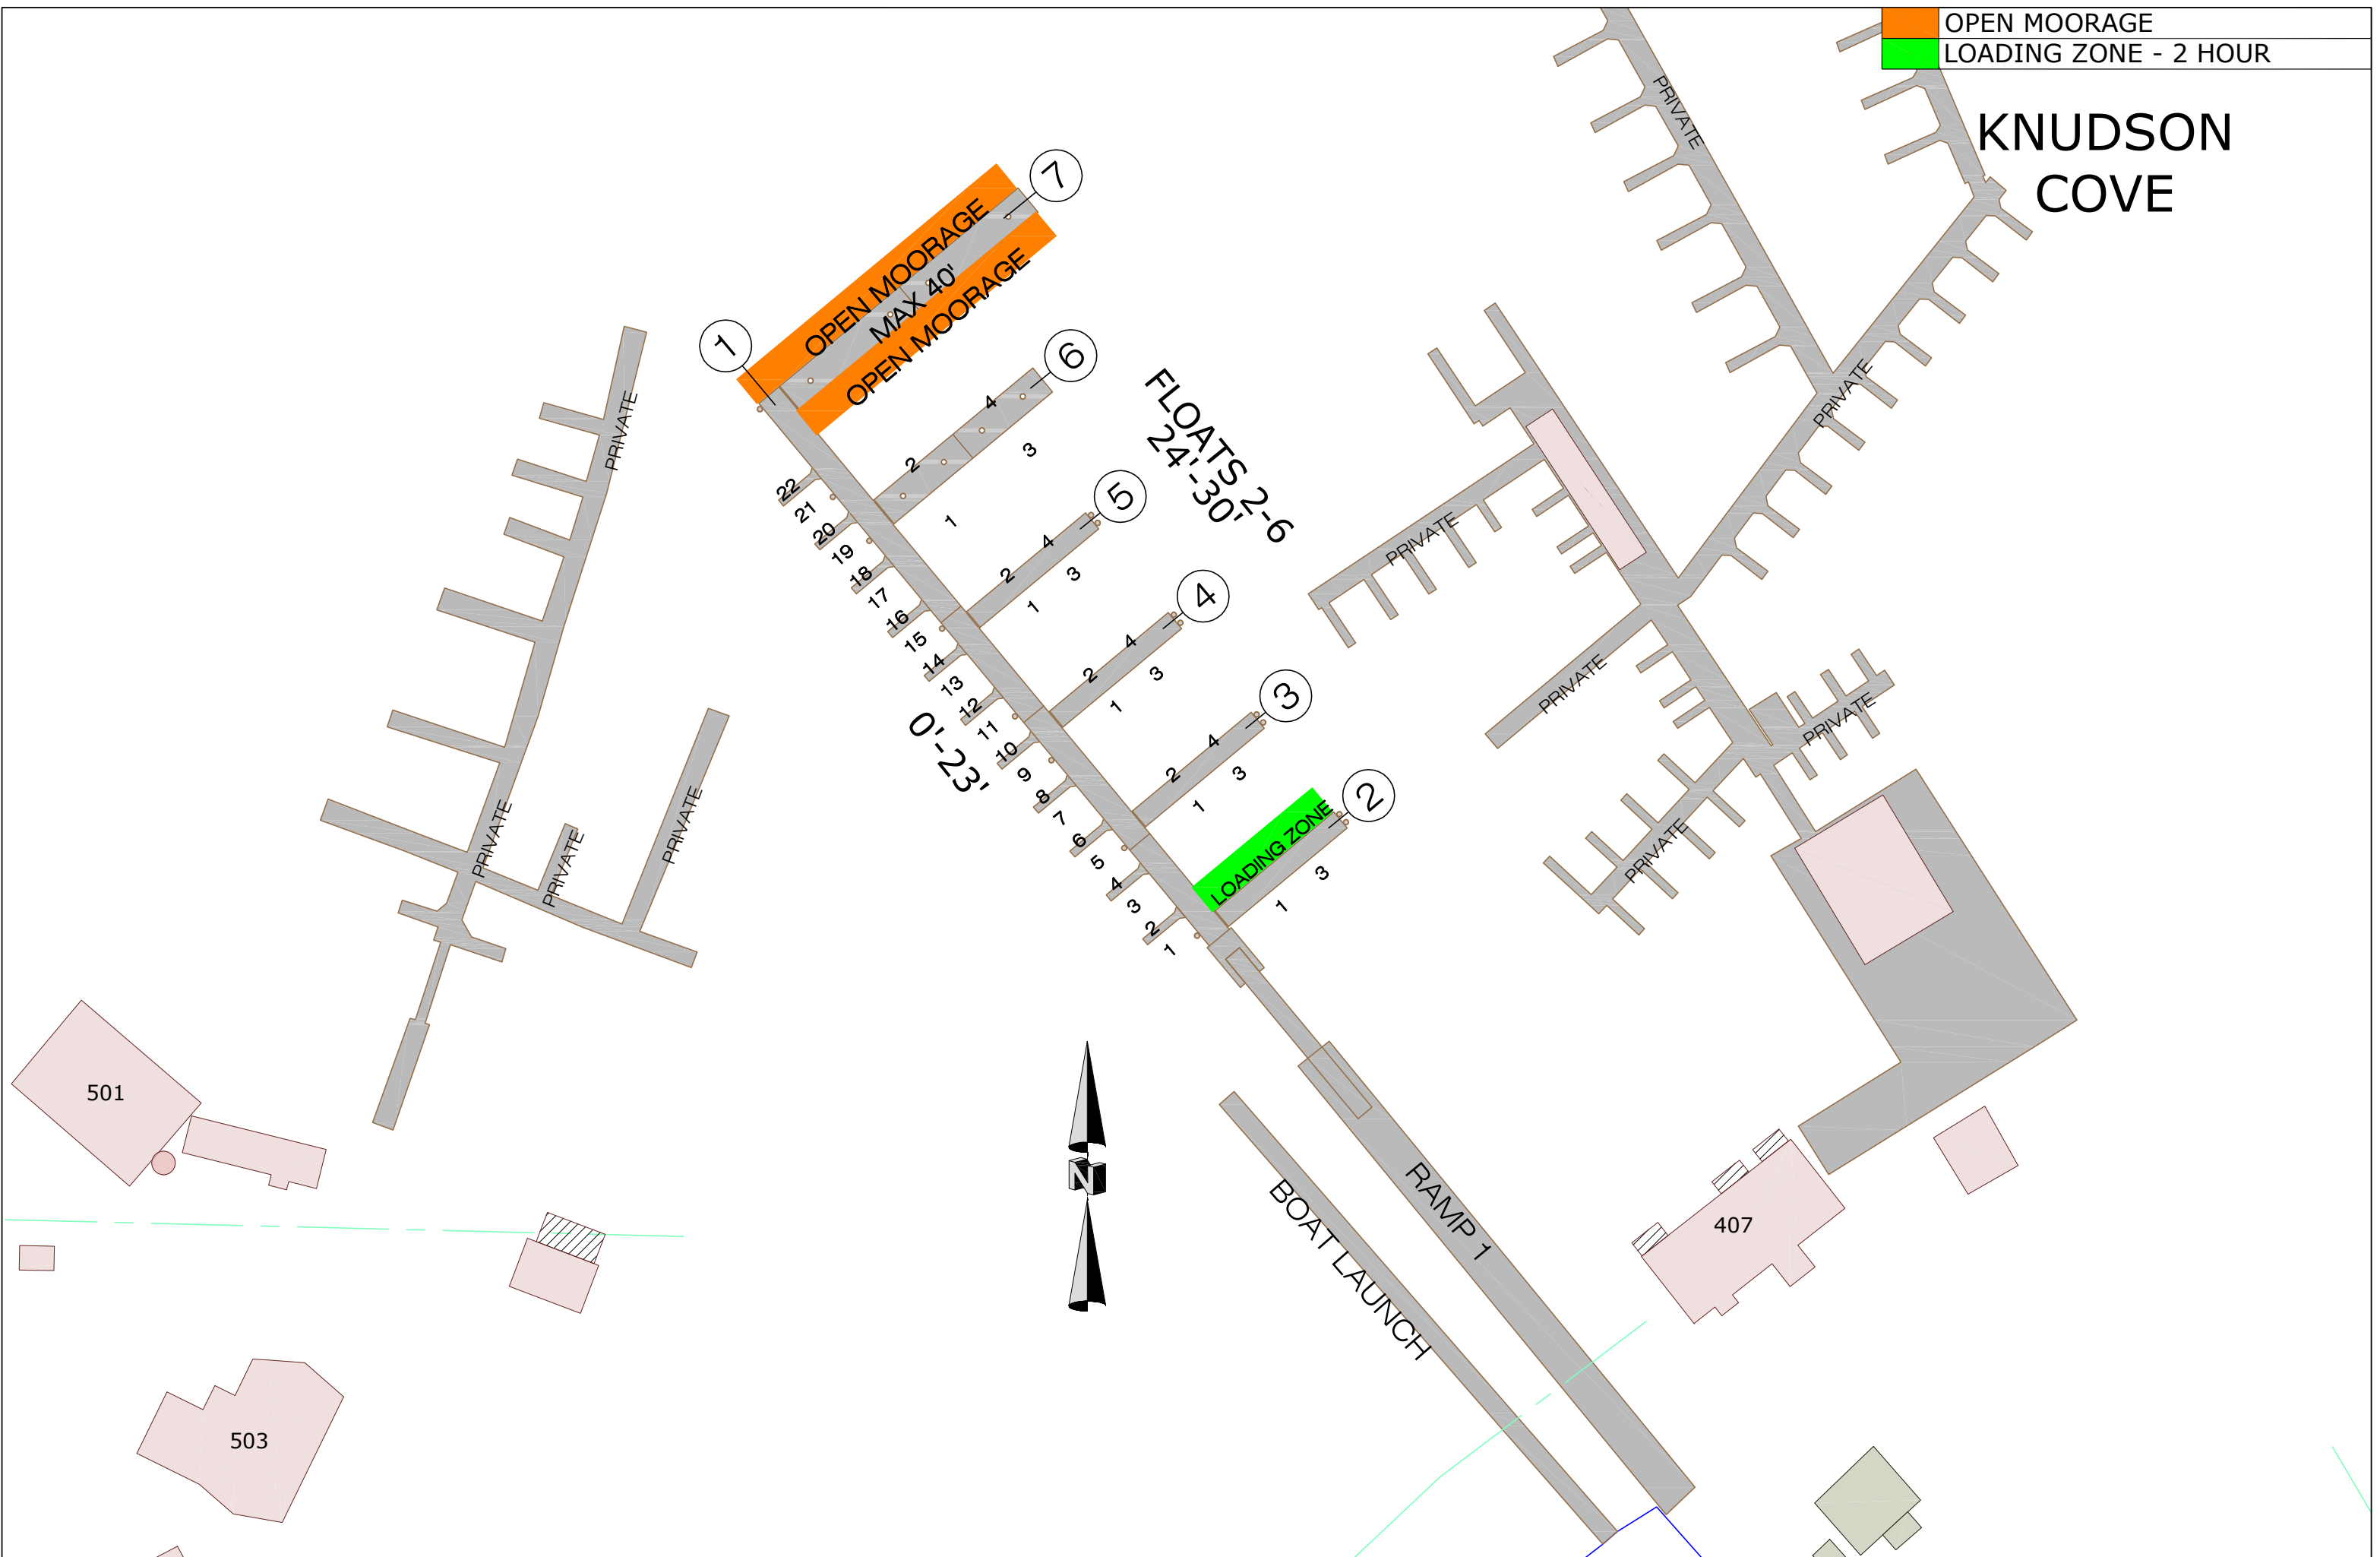 OPEN MOORAGE
LOADING ZONE - 2 HOUR
KNUDSON
COVE
PRIVATE
7
OPEN MOORAGE
MAX 40'
OPEN MOORAGE
1
6
4
2
3
1
FLOATS 2-6
24'-30'
5
4
2
3
1
4
4
2
3
1
3
4
2
3
1
2
LOADING ZONE
3
1
22
21
20
19
18
17
16
15
14
13
12
11
10
9
8
7
6
5
4
3
2
1
0'-23'
PRIVATE
PRIVATE
PRIVATE
PRIVATE
PRIVATE
PRIVATE
PRIVATE
PRIVATE
PRIVATE
501
503
N
BOAT LAUNCH
RAMP 1
407